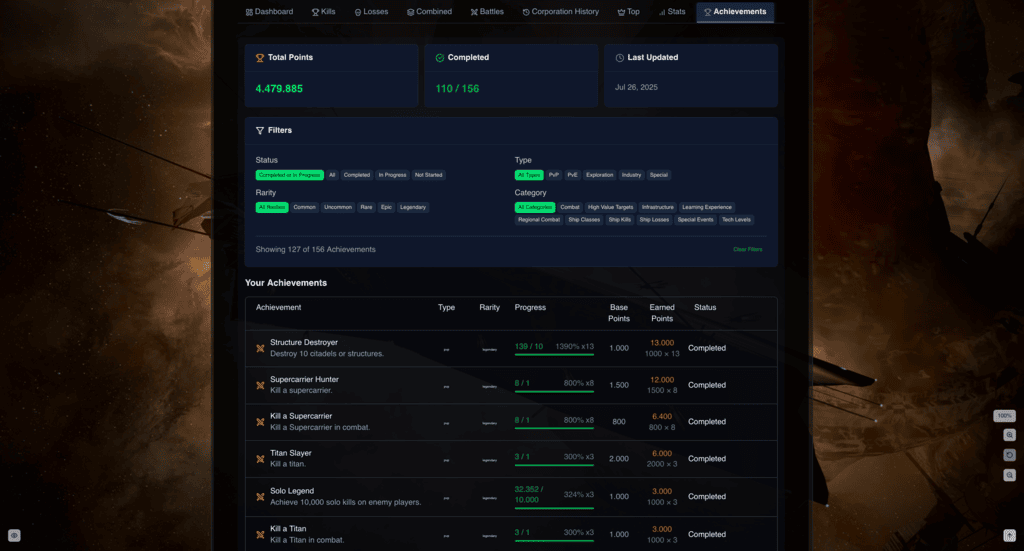 Dashboard Kills Losses Combined Battles Corporation History Top Stats Achievements
Total Points
4.479.885
Completed
110 / 156
Last Updated
Jul 26, 2025
Filters
Status
Completed or In Progress All Completed In Progress Not Started
Type
All Types PvP PvE Exploration Industry Special
Rarity
All Rarities Common Uncommon Rare Epic Legendary
Category
All Categories Combat High Value Targets Infrastructure Learning Experience
Regional Combat Ship Classes Ship Kills Ship Losses Special Events Tech Levels
Showing 127 of 156 Achievements
Clear Filters
Your Achievements
Achievement Type Rarity Progress Base Points Earned Points Status
Structure Destroyer
Destroy 10 citadels or structures.
pvp legendary 139 / 10 1390% x13 1.000 13.000
1000 × 13
Completed
Supercarrier Hunter
Kill a supercarrier.
pvp legendary 8 / 1 800% x8 1.500 12.000
1500 × 8
Completed
Kill a Supercarrier
Kill a Supercarrier in combat.
pvp legendary 8 / 1 800% x8 800 6.400
800 × 8
Completed
Titan Slayer
Kill a titan.
pvp legendary 3 / 1 300% x3 2.000 6.000
2000 × 3
Completed
Solo Legend
Achieve 10,000 solo kills on enemy players.
pvp legendary 32.352 / 10.000 324% x3 1.000 3.000
1000 × 3
Completed
Kill a Titan
Kill a Titan in combat.
pvp legendary 3 / 1 300% x3 1.000 3.000
1000 × 3
Completed
100%